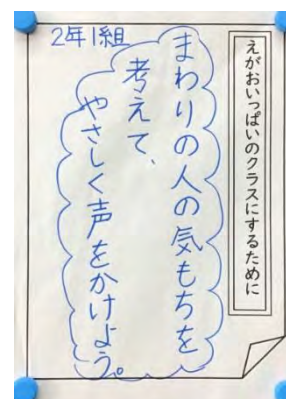 えがおいっぱいのクラスにするために
2年1組
まわりの人の気もちを
考えて、
やさしく声をかけよう。